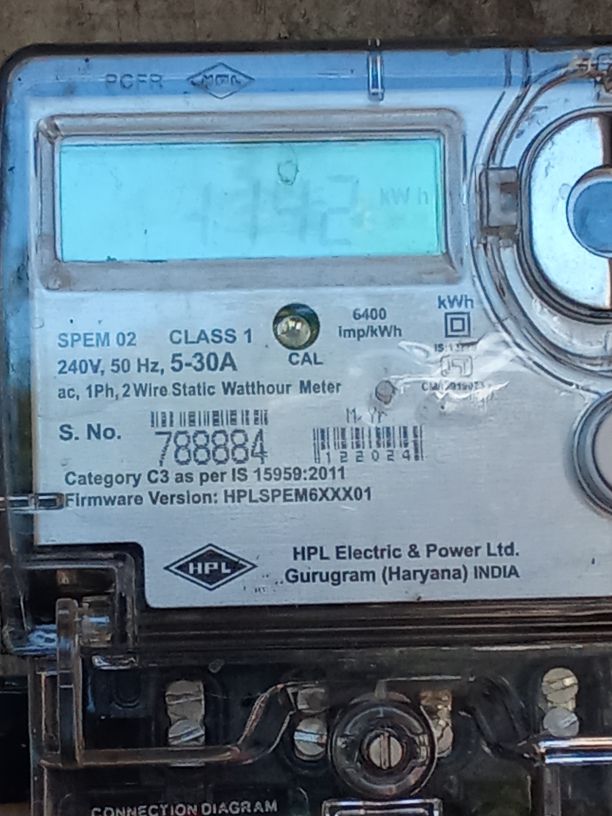 PCFR HPL
1342 kWh
kWh
6400
imp/kWh
SPEM 02 CLASS 1
CAL
240V, 50 Hz, 5-30A
ac, 1Ph, 2 Wire Static Watthour Meter
M Yr
S. No.
788884
122024
Category C3 as per IS 15959:2011
Firmware Version: HPLSPEM6XXX01
HPL
HPL Electric & Power Ltd.
Gurugram (Haryana) INDIA
CONNECTION DIAGRAM